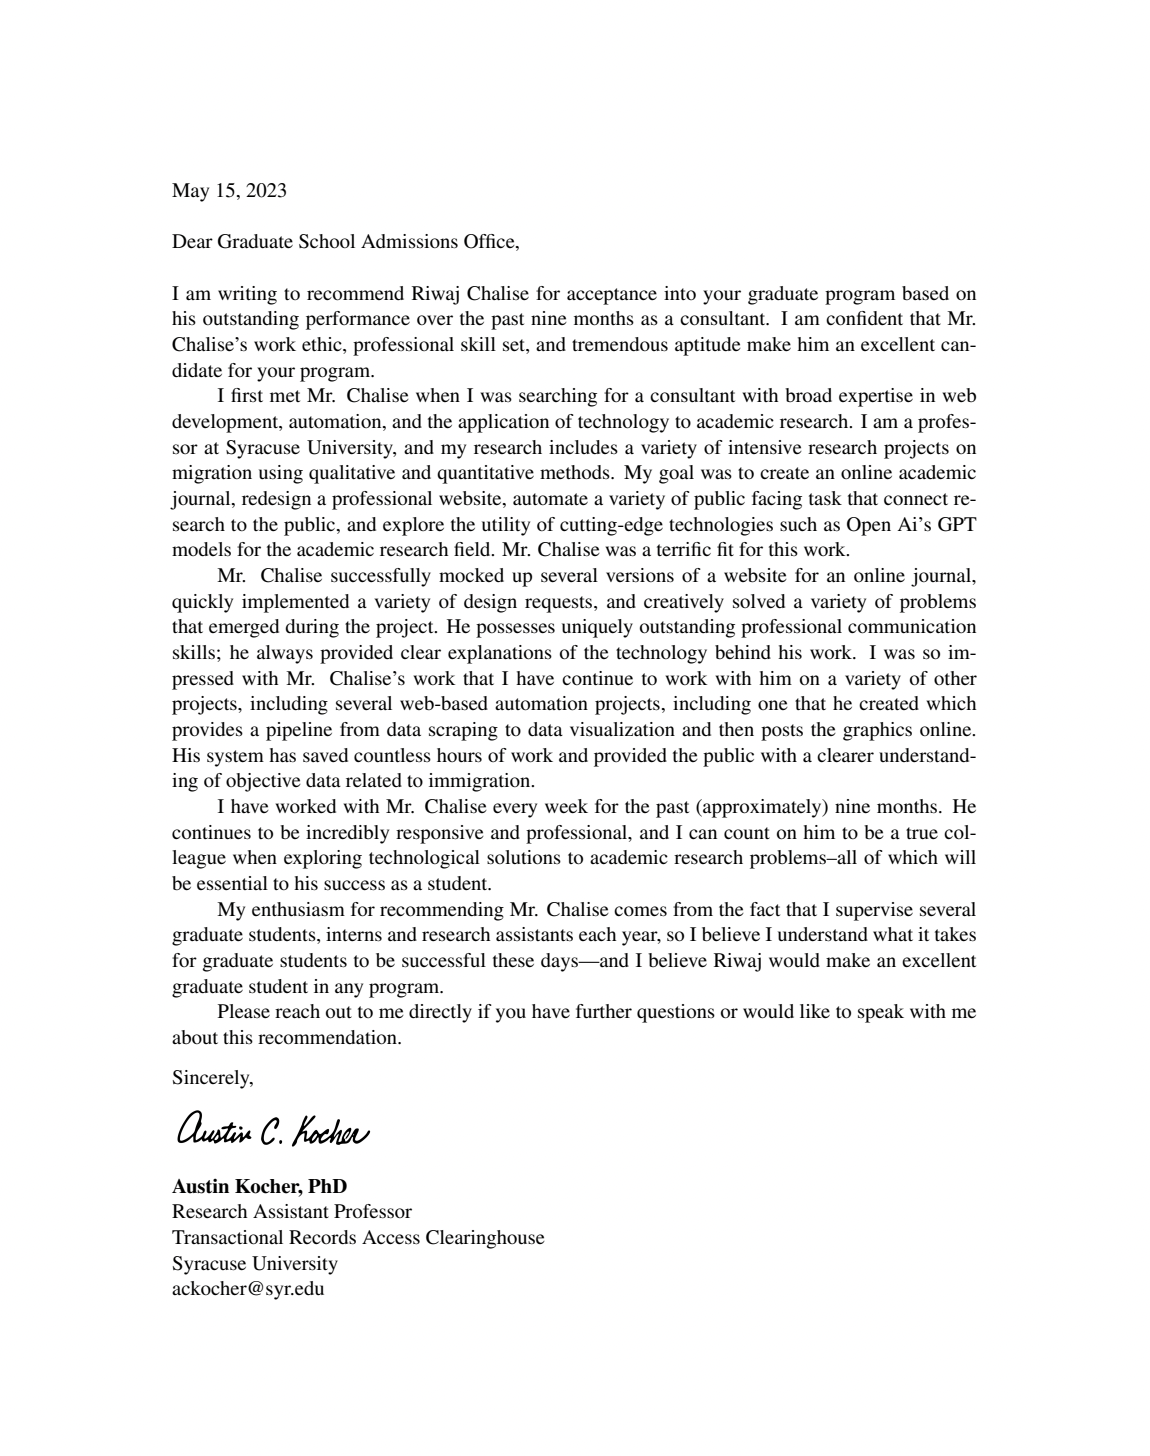 May 15, 2023
Dear Graduate School Admissions Office,
I am writing to recommend Riwaj Chalise for acceptance into your graduate program based on
his outstanding performance over the past nine months as a consultant. I am confident that Mr.
Chalise's work ethic, professional skill set, and tremendous aptitude make him an excellent can-
didate for your program.
I first met Mr. Chalise when I was searching for a consultant with broad expertise in web
development, automation, and the application of technology to academic research. I am a profes-
sor at Syracuse University, and my research includes a variety of intensive research projects on
migration using qualitative and quantitative methods. My goal was to create an online academic
journal, redesign a professional website, automate a variety of public facing task that connect re-
search to the public, and explore the utility of cutting-edge technologies such as Open Ai's GPT
models for the academic research field. Mr. Chalise was a terrific fit for this work.
Mr. Chalise successfully mocked up several versions of a website for an online journal,
quickly implemented a variety of design requests, and creatively solved a variety of problems
that emerged during the project. He possesses uniquely outstanding professional communication
skills; he always provided clear explanations of the technology behind his work. I was so im-
pressed with Mr. Chalise's work that I have continue to work with him on a variety of other
projects, including several web-based automation projects, including one that he created which
provides a pipeline from data scraping to data visualization and then posts the graphics online.
His system has saved countless hours of work and provided the public with a clearer understand-
ing of objective data related to immigration.
I have worked with Mr. Chalise every week for the past (approximately) nine months. He
continues to be incredibly responsive and professional, and I can count on him to be a true col-
league when exploring technological solutions to academic research problems–all of which will
be essential to his success as a student.
My enthusiasm for recommending Mr. Chalise comes from the fact that I supervise several
graduate students, interns and research assistants each year, so I believe I understand what it takes
for graduate students to be successful these days—and I believe Riwaj would make an excellent
graduate student in any program.
Please reach out to me directly if you have further questions or would like to speak with me
about this recommendation.
Sincerely,
Austin C. Kocher
Austin Kocher, PhD
Research Assistant Professor
Transactional Records Access Clearinghouse
Syracuse University
ackocher@syr.edu